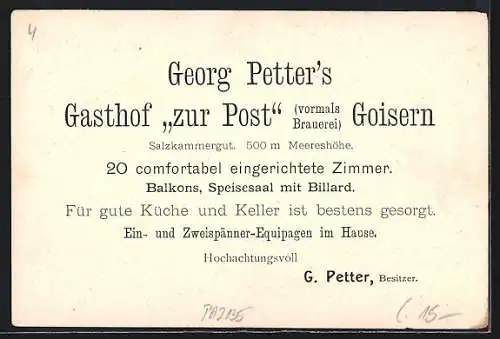 4
Georg Petter's
Gasthof „zur Post“ (vormals Brauerei) Goisern
Salzkammergut. 500 m Meereshöhe.
20 comfortabel eingerichtete Zimmer.
Balkons, Speisesaal mit Billard.
Für gute Küche und Keller ist bestens gesorgt.
Ein- und Zweispänner-Equipagen im Hause.
Hochachtungsvoll
G. Petter, Besitzer.
15-